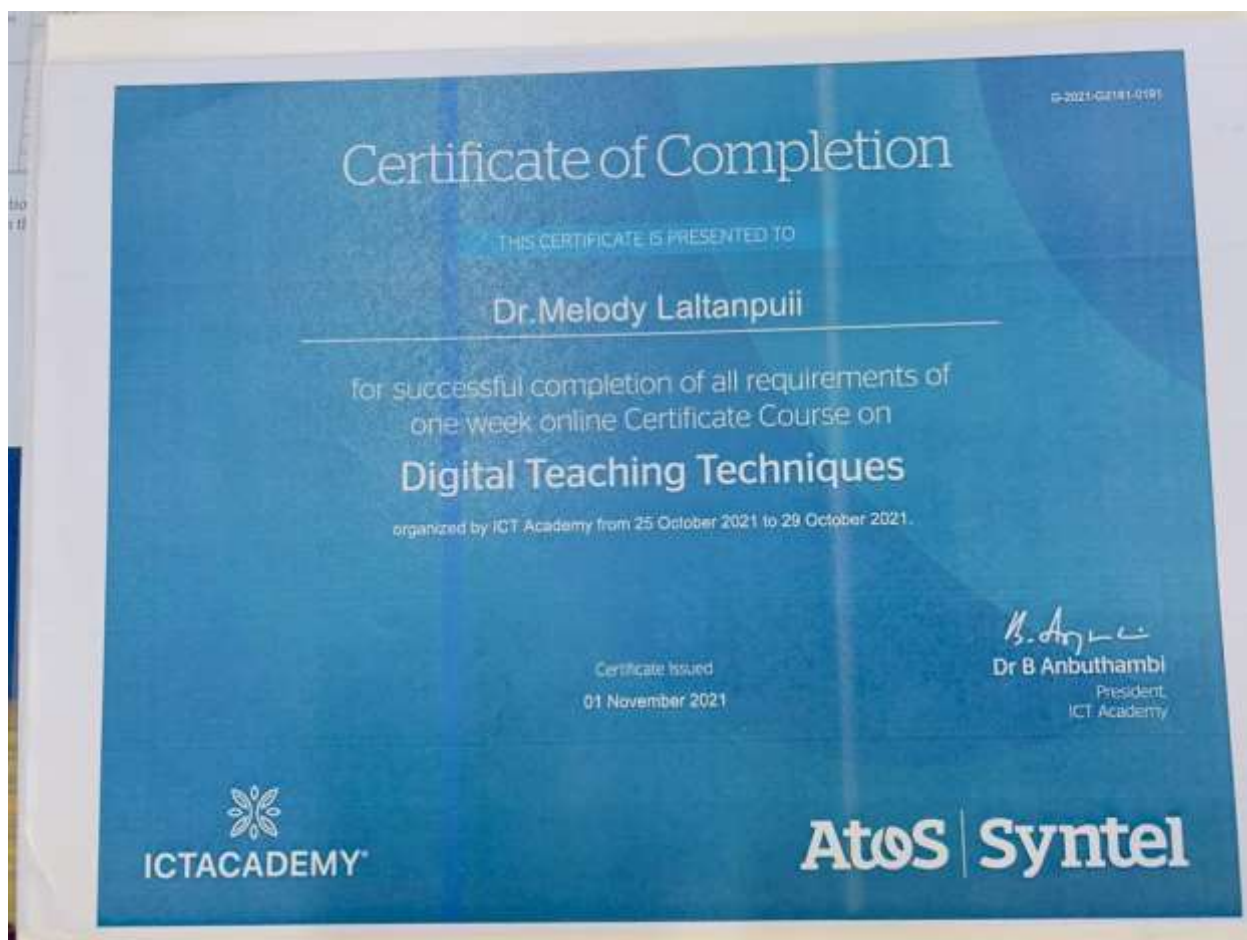 Certificate of Completion
THIS CERTIFICATE IS PRESENTED TO
Dr.Melody Laltanpuii
for successful completion of all requirements of
one week online Certificate Course on
Digital Teaching Techniques
organized by ICT Academy from 25 October 2021 to 29 October 2021.
Certificate Issued
01 November 2021
Dr B Anbuthambi
President,
ICT Academy
ICTACADEMY
Atos Syntel